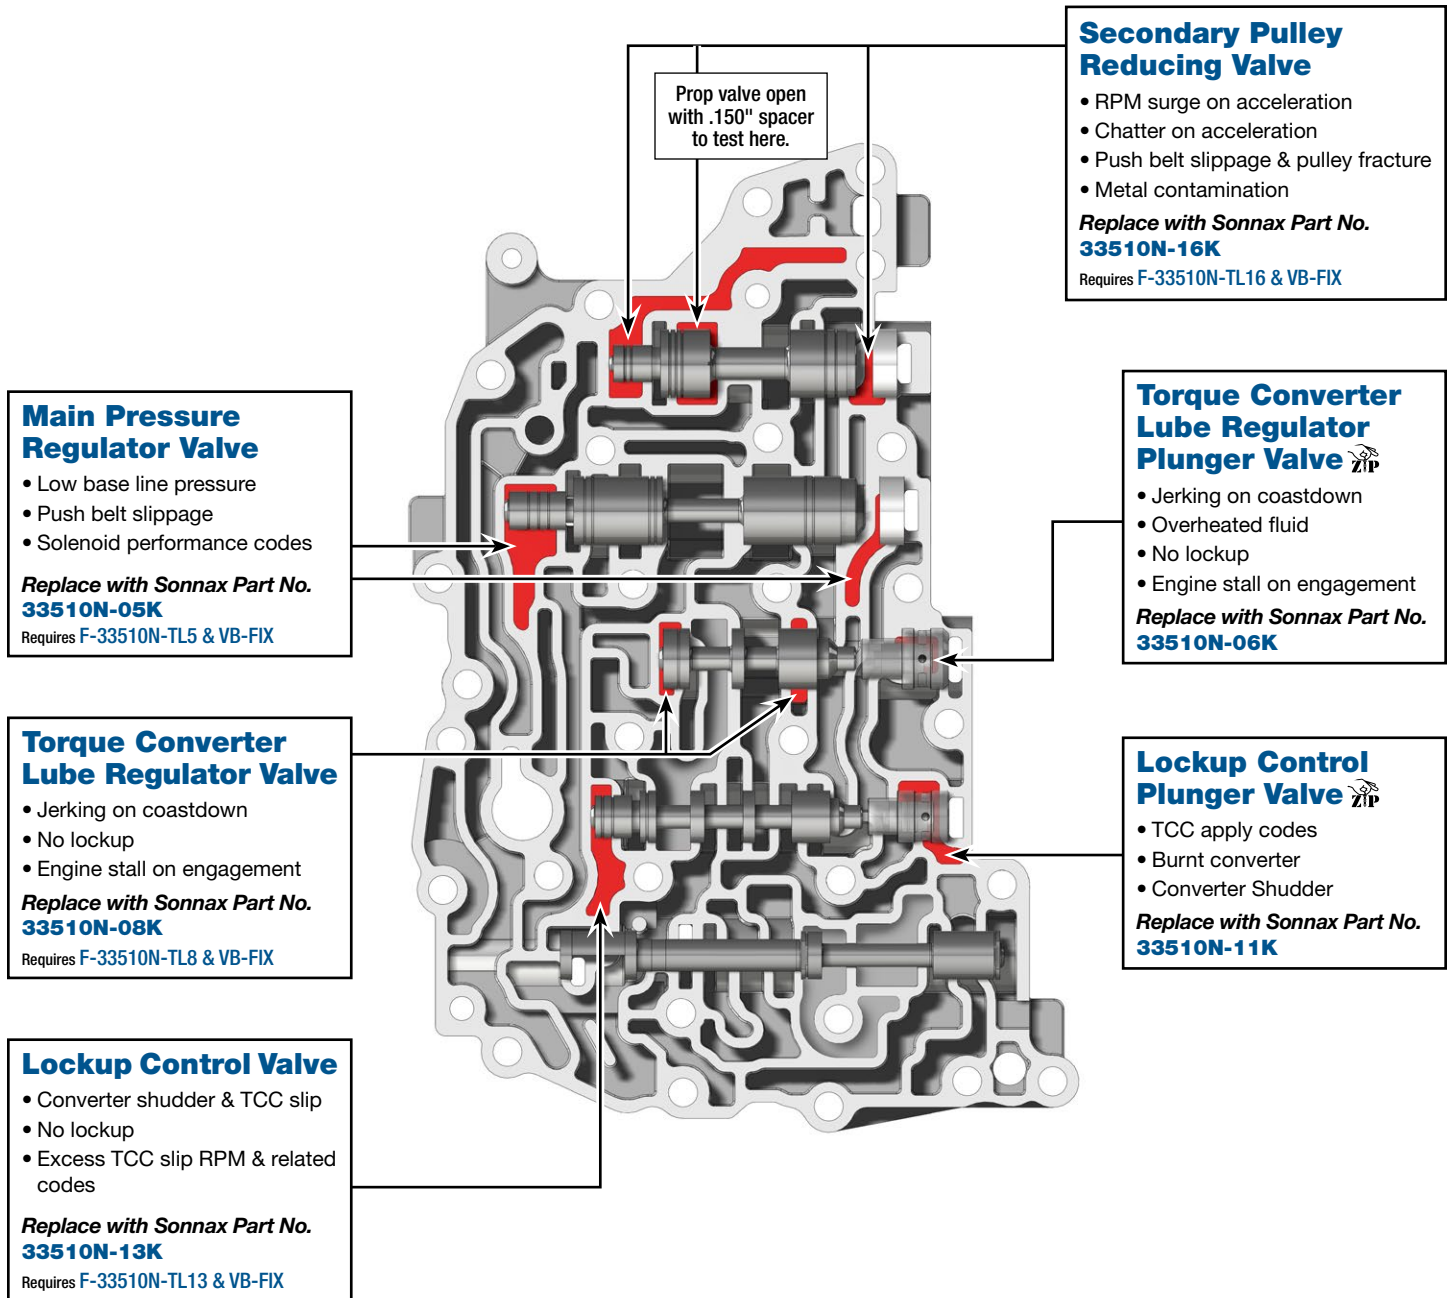 Secondary Pulley
Reducing Valve
• RPM surge on acceleration
• Chatter on acceleration
• Push belt slippage & pulley fracture
• Metal contamination
Replace with Sonnax Part No.
33510N-16K
Requires F-33510N-TL16 & VB-FIX
Prop valve open
with .150" spacer
to test here.
Main Pressure
Regulator Valve
• Low base line pressure
• Push belt slippage
• Solenoid performance codes
Replace with Sonnax Part No.
33510N-05K
Requires F-33510N-TL5 & VB-FIX
Torque Converter
Lube Regulator
Plunger Valve ZIP
• Jerking on coastdown
• Overheated fluid
• No lockup
• Engine stall on engagement
Replace with Sonnax Part No.
33510N-06K
Torque Converter
Lube Regulator Valve
• Jerking on coastdown
• No lockup
• Engine stall on engagement
Replace with Sonnax Part No.
33510N-08K
Requires F-33510N-TL8 & VB-FIX
Lockup Control
Plunger Valve ZIP
• TCC apply codes
• Burnt converter
• Converter Shudder
Replace with Sonnax Part No.
33510N-11K
Lockup Control Valve
• Converter shudder & TCC slip
• No lockup
• Excess TCC slip RPM & related
codes
Replace with Sonnax Part No.
33510N-13K
Requires F-33510N-TL13 & VB-FIX